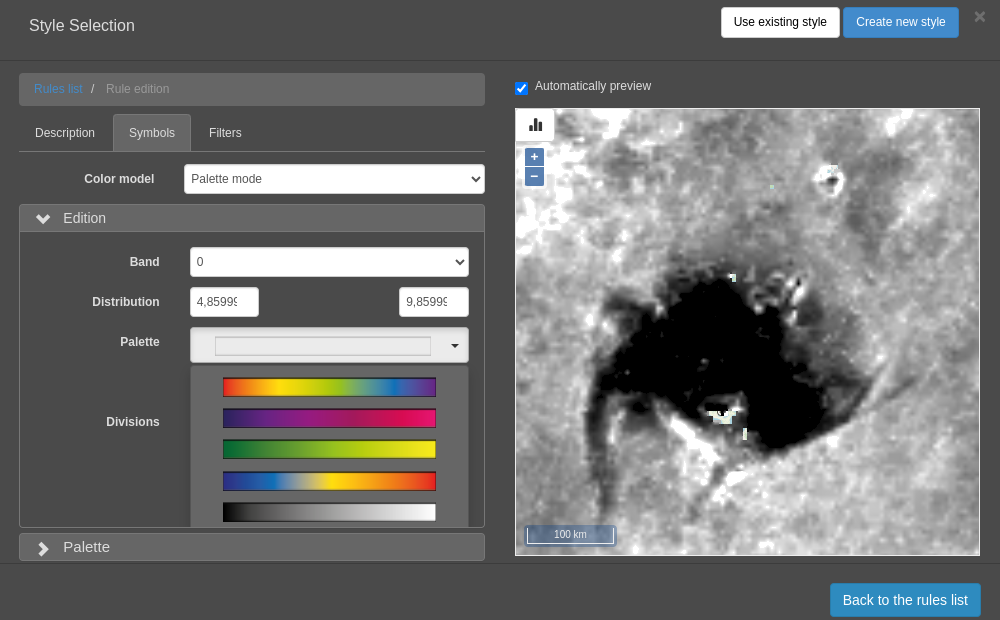 Style Selection
Use existing style
Create new style
Rules list / Rule edition
Description
Symbols
Filters
Color model
Palette mode
Edition
Band
0
Distribution
4,85999
9,85999
Palette
Divisions
Palette
Automatically preview
+
−
100 km
Back to the rules list